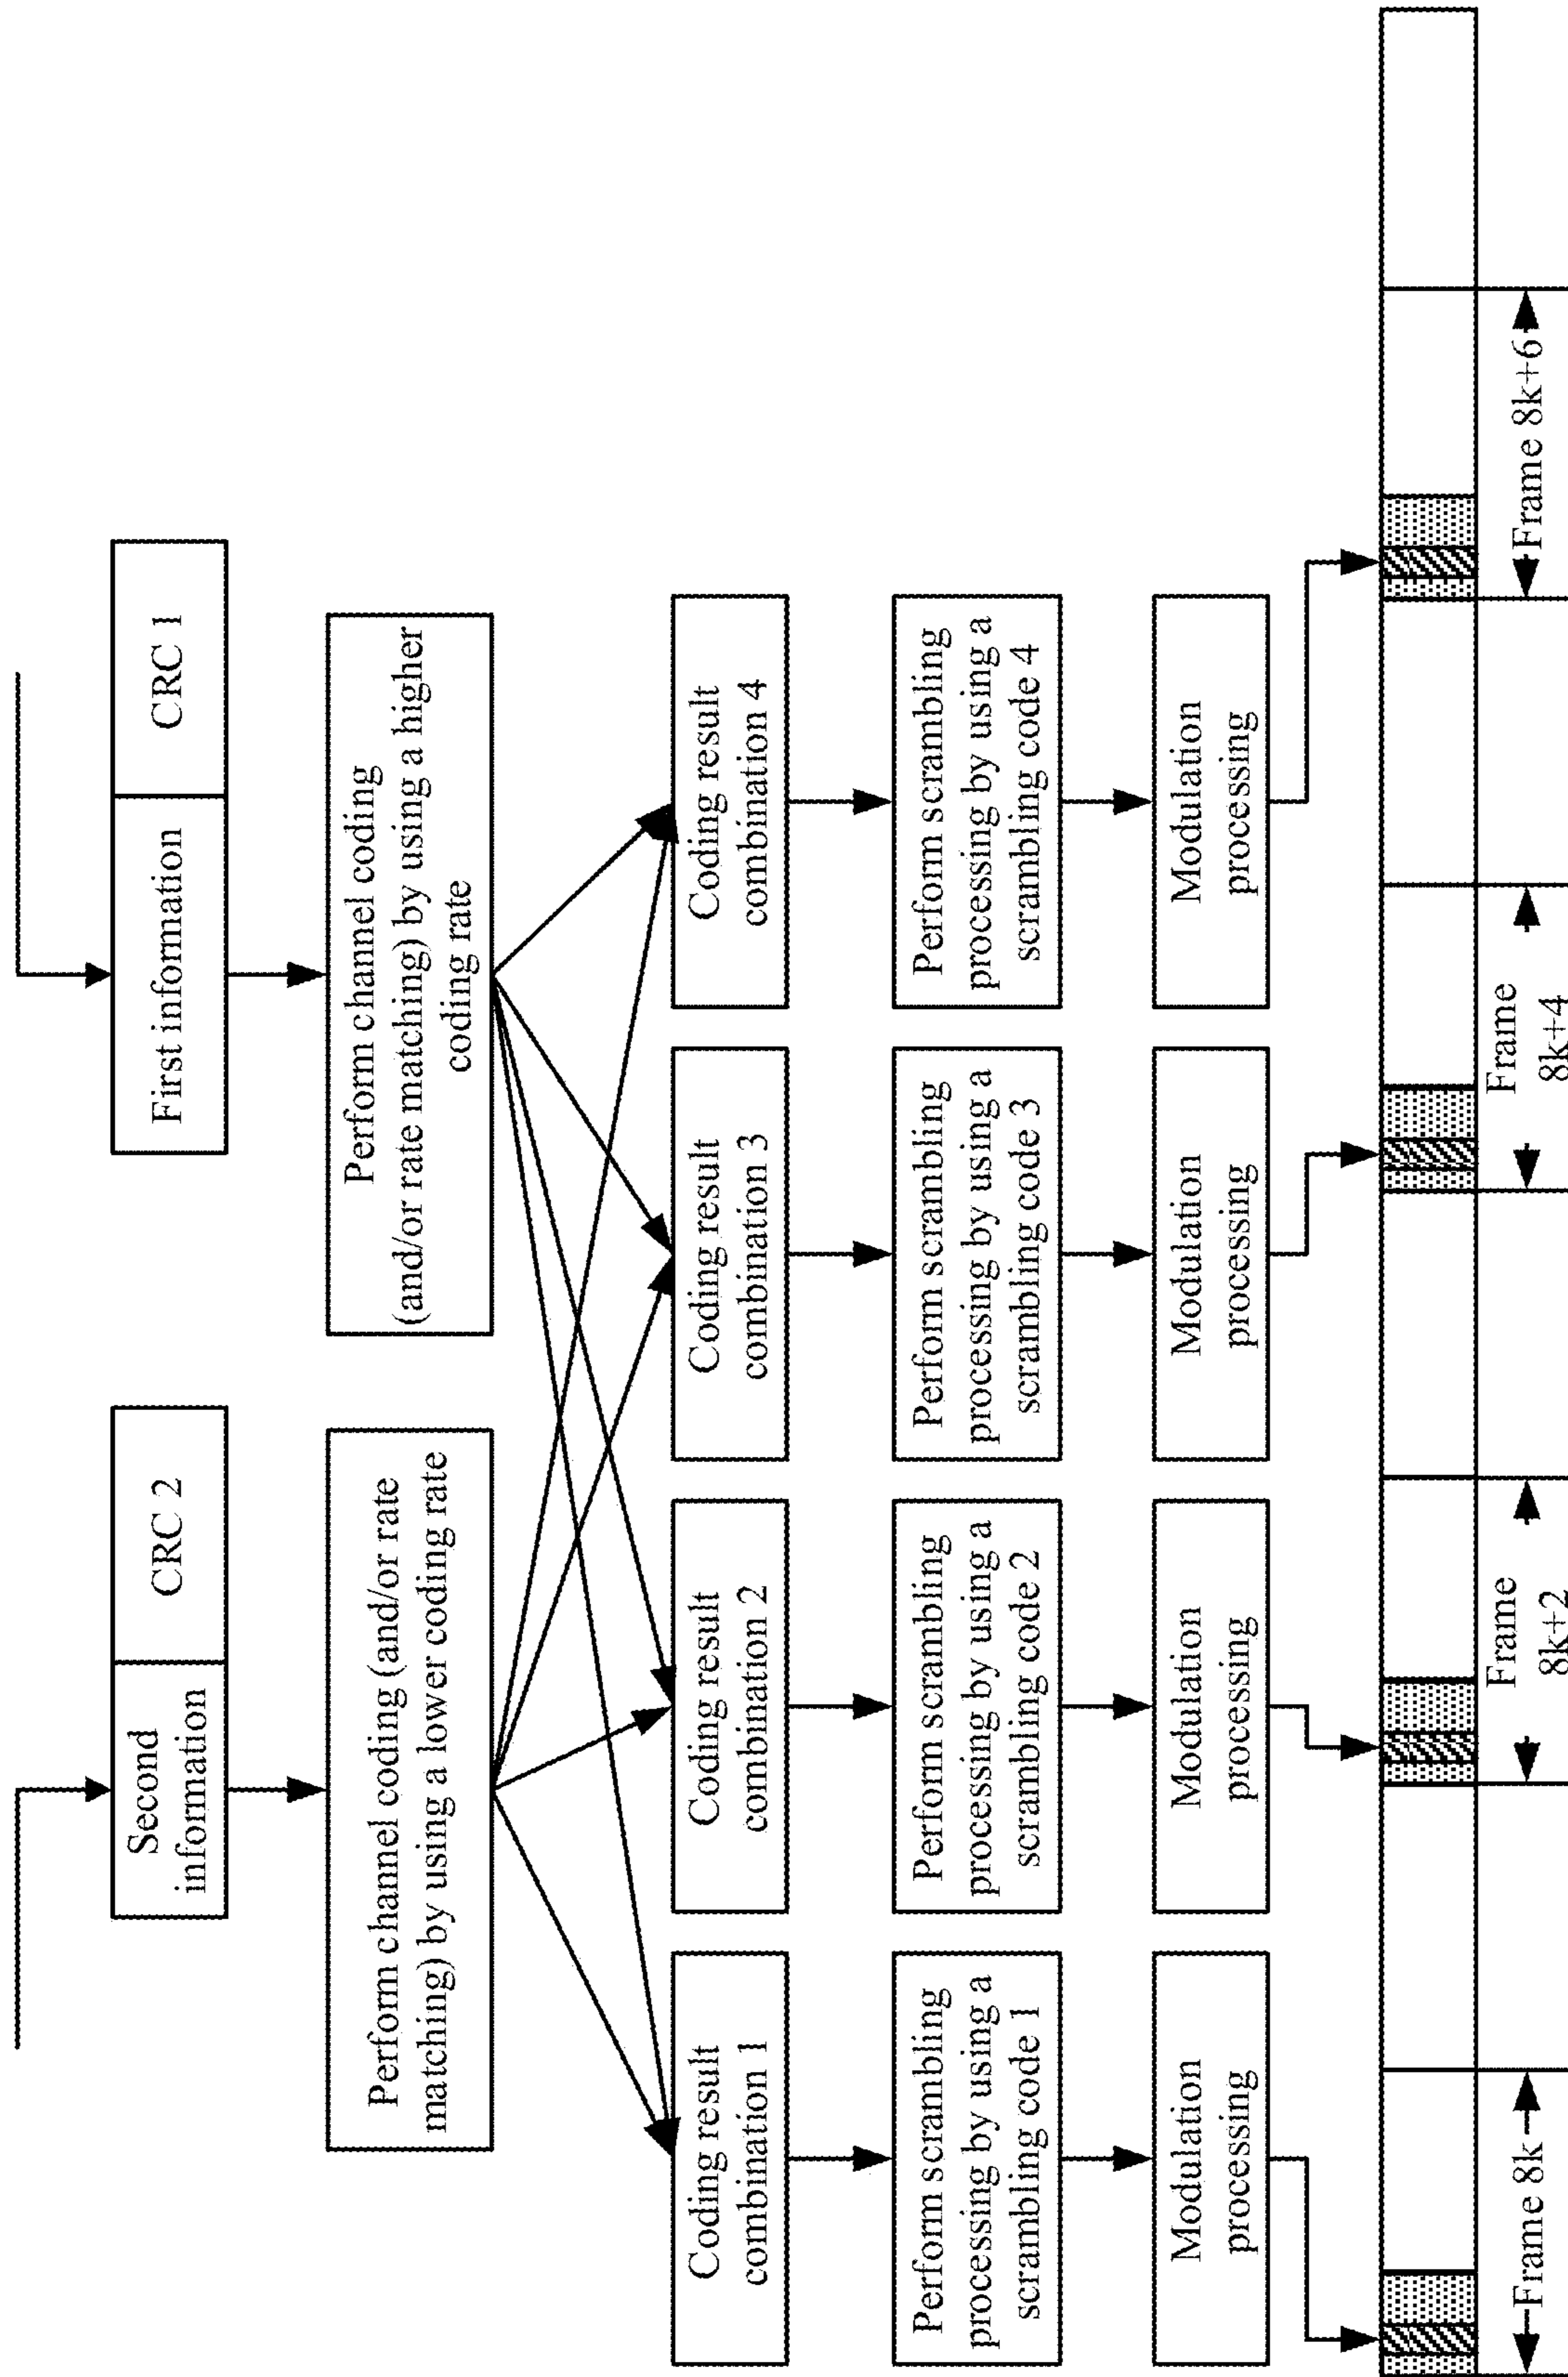 Second
information
CRC 2
First information
CRC 1
Perform channel coding (and/or rate
matching) by using a lower coding rate
Perform channel coding
(and/or rate matching) by using a higher
coding rate
Coding result
combination 1
Coding result
combination 2
Coding result
combination 3
Coding result
combination 4
Perform scrambling
processing by using a
scrambling code 1
Perform scrambling
processing by using a
scrambling code 2
Perform scrambling
processing by using a
scrambling code 3
Perform scrambling
processing by using a
scrambling code 4
Modulation
processing
Modulation
processing
Modulation
processing
Modulation
processing
Frame 8k
Frame
8k+2
Frame
8k+4
Frame 8k+6